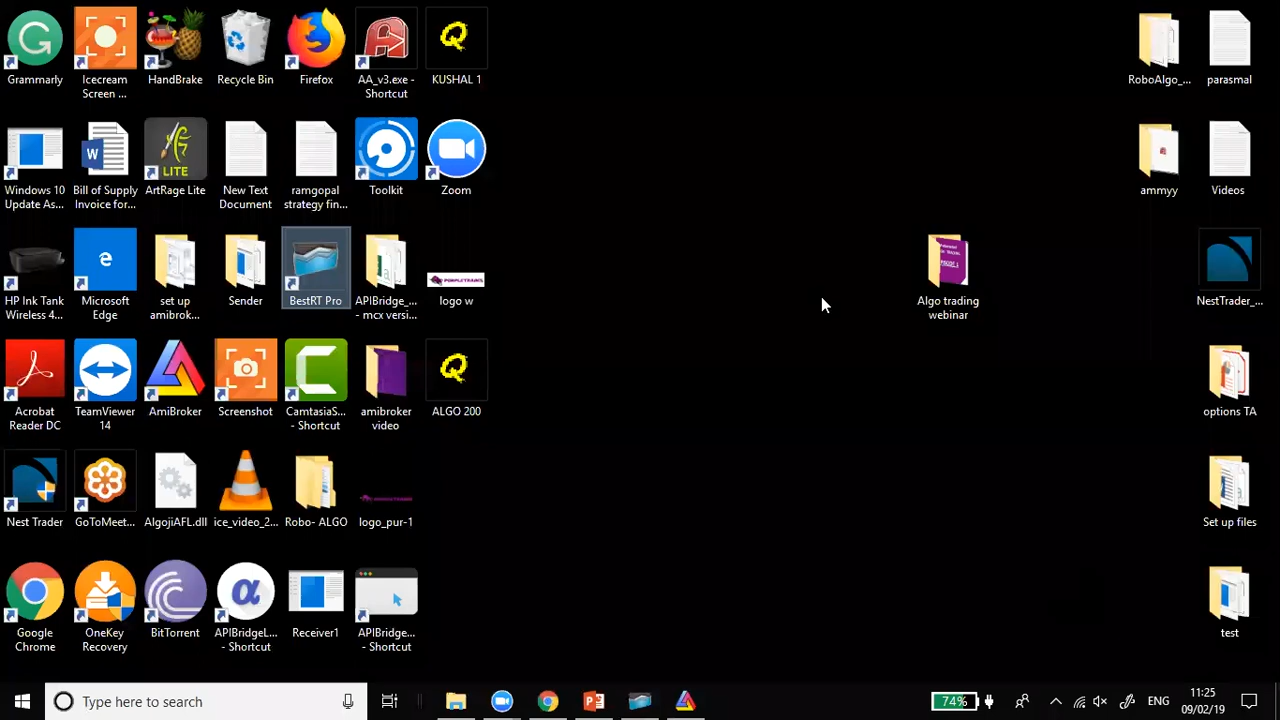 Grammarly
Icecream
Screen ...
HandBrake
Recycle Bin
Firefox
AA_v3.exe -
Shortcut
KUSHAL 1
RoboAlgo_...
parasmal
Windows 10
Update As...
W
Bill of Supply
Invoice for...
LITE
ArtRage Lite
New Text
Document
ramgopal
strategy fin...
Toolkit
Zoom
ammyy
Videos
HP Ink Tank
Wireless 4...
Microsoft
Edge
set up
amibrok...
Sender
BestRT Pro
APIBridge_...
- mcx versi...
logo w
Algo trading
webinar
NestTrader_...
Acrobat
Reader DC
TeamViewer
14
AmiBroker
Screenshot
CamtasiaS...
- Shortcut
amibroker
video
ALGO 200
options TA
Nest Trader
GoToMeet...
AlgojiAFL.dll
ice_video_2...
Robo- ALGO
logo_pur-1
Set up files
Google
Chrome
OneKey
Recovery
BitTorrent
APIBridgeL...
- Shortcut
Receiver1
APIBridge...
- Shortcut
test
Type here to search
74%
ENG
11:25
09/02/19